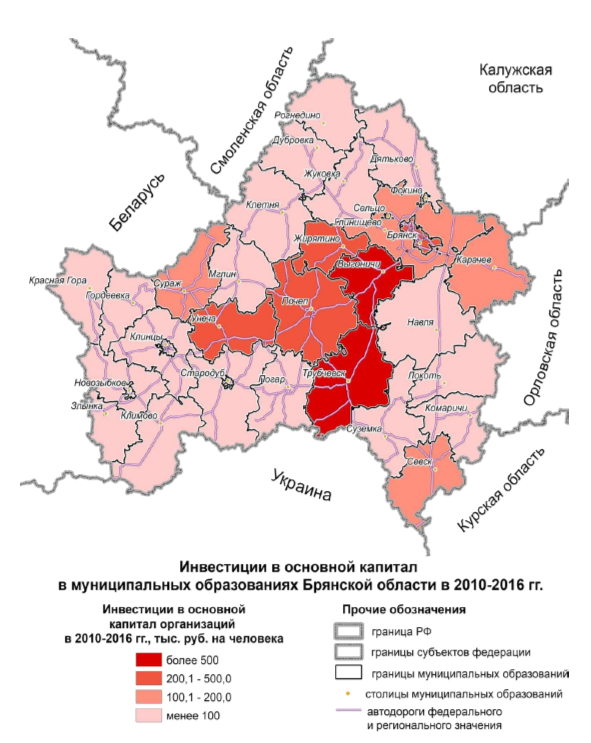 Калужская
область
Смоленская область
Беларусь
Рогнедино
Дубровка
Дятьково
Жуковка
Фокино
Клетня
Сельцо
Глинищево
Брянск
Жирятино
Карачев
Выгоничи
Мглин
Сураж
Красная Гора
Гордеевка
Почеп
Унеча
Навля
Клинцы
Орловская область
Стародуб
Трубчевск
Погар
Локоть
Новозыбков
Злынка
Климово
Комаричи
Суземка
Севск
Украина
Курская область
Инвестиции в основной капитал
в муниципальных образованиях Брянской области в 2010-2016 гг.
Инвестиции в основной
капитал организаций
в 2010-2016 гг., тыс. руб. на человека
более 500
200,1 - 500,0
100,1 - 200,0
менее 100
Прочие обозначения
граница РФ
границы субъектов федерации
границы муниципальных образований
столицы муниципальных образований
автодороги федерального
и регионального значения